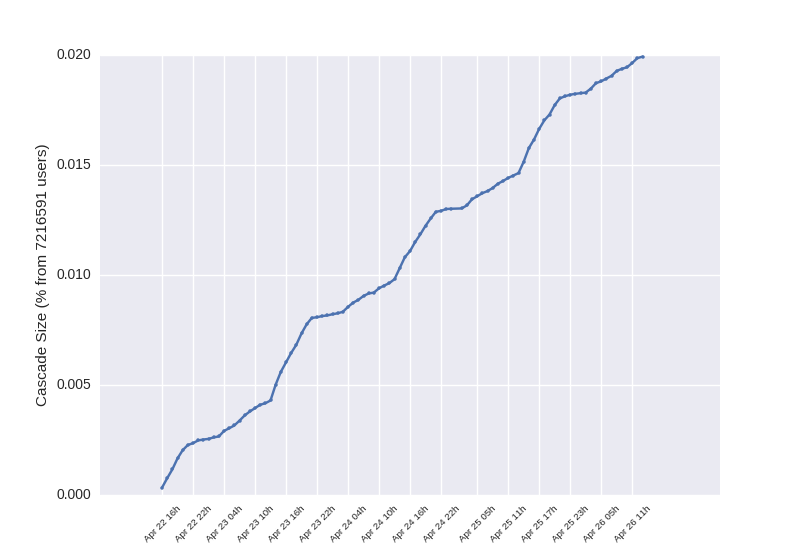 0.020
0.015
0.010
0.005
0.000
Cascade Size (% from 7216591 users)
Apr 22 16h
Apr 22 22h
Apr 23 04h
Apr 23 10h
Apr 23 16h
Apr 23 22h
Apr 24 04h
Apr 24 10h
Apr 24 16h
Apr 24 22h
Apr 25 05h
Apr 25 11h
Apr 25 17h
Apr 25 23h
Apr 26 05h
Apr 26 11h